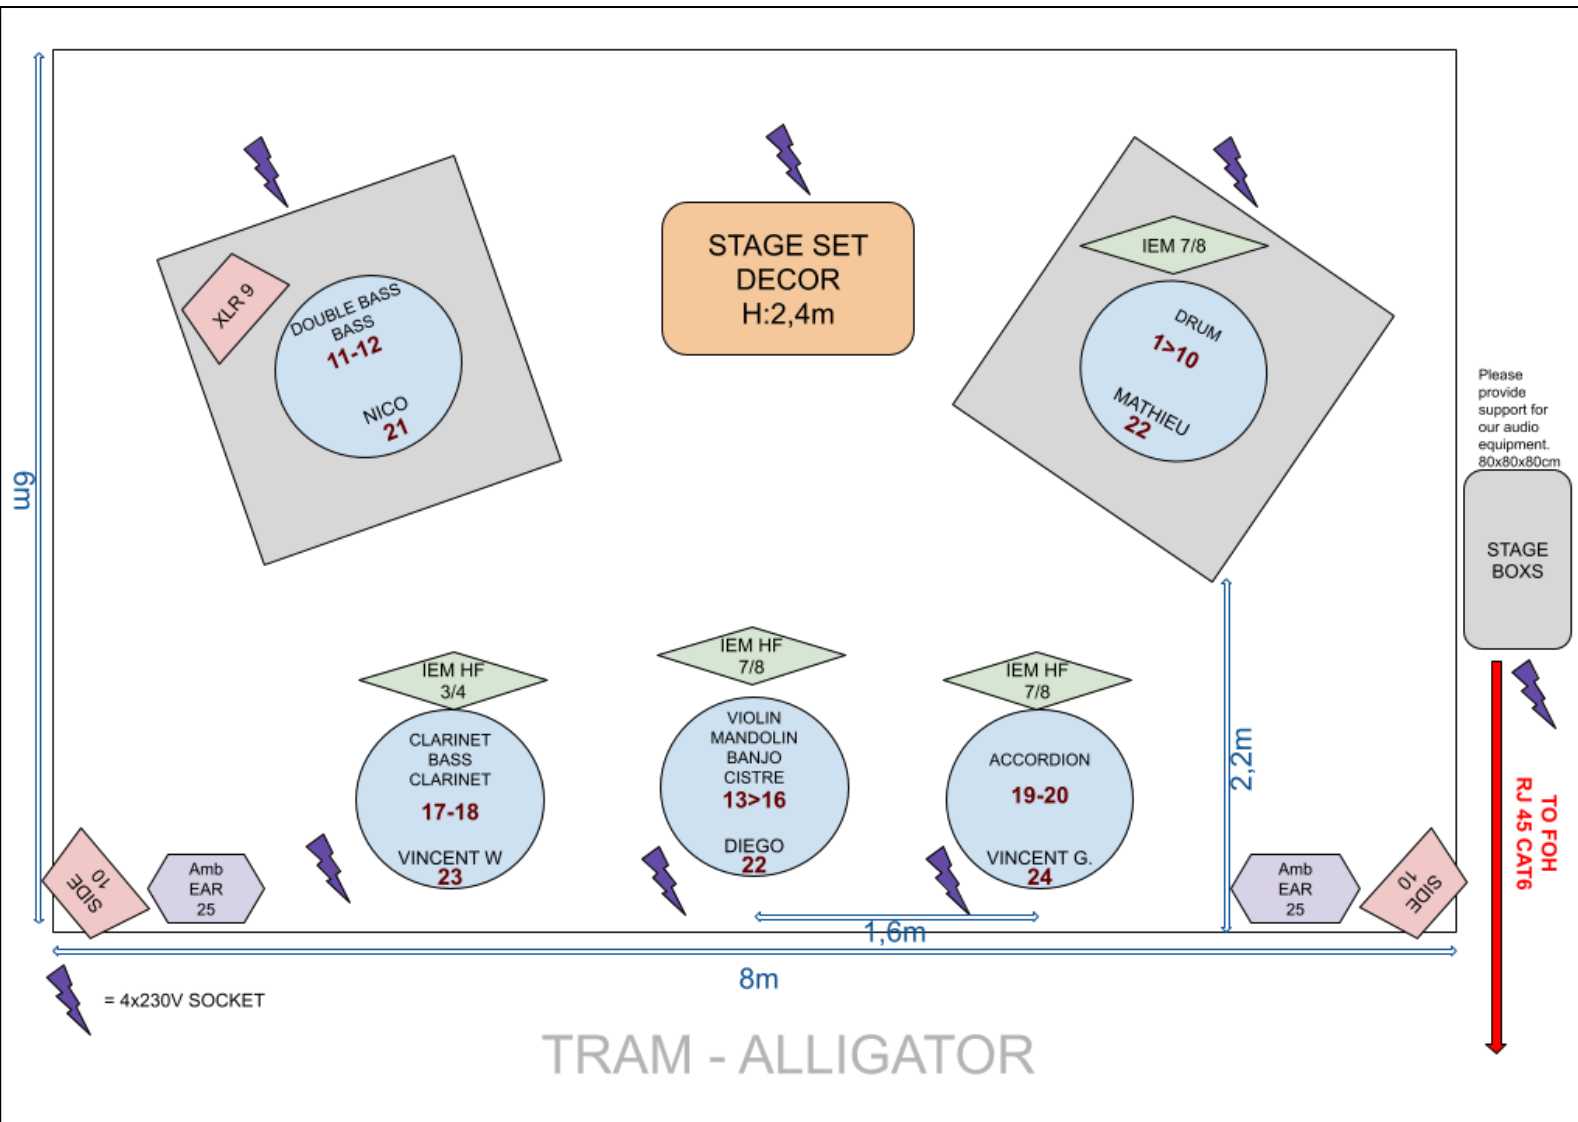 STAGE SET
DECOR
H:2,4m
IEM 7/8
XLR 9
DOUBLE BASS
BASS
11-12
NICO
21
DRUM
1>10
MATHIEU
22
Please
provide
support for
our audio
equipment.
80x80x80cm
STAGE
BOXS
6m
IEM HF
3/4
IEM HF
7/8
IEM HF
7/8
CLARINET
BASS
CLARINET
17-18
VINCENT W
23
VIOLIN
MANDOLIN
BANJO
CISTRE
13>16
DIEGO
22
ACCORDION
19-20
VINCENT G.
24
2,2m
TO FOH
RJ 45 CAT6
SIDE
10
Amb
EAR
25
Amb
EAR
25
SIDE
10
1,6m
8m
= 4x230V SOCKET
TRAM - ALLIGATOR